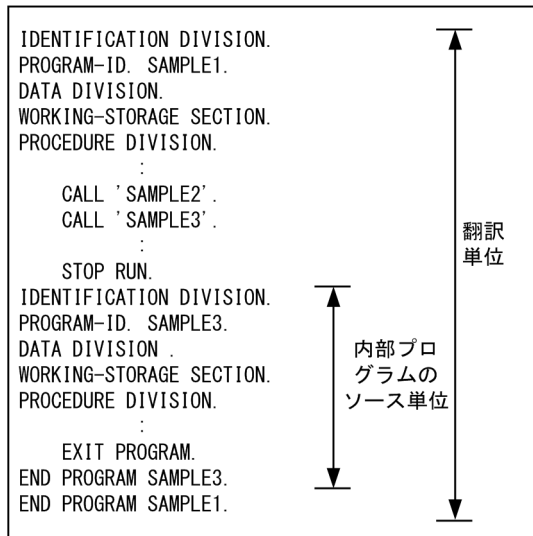 IDENTIFICATION DIVISION.
PROGRAM-ID. SAMPLE1.
DATA DIVISION.
WORKING-STORAGE SECTION.
PROCEDURE DIVISION.
:
CALL 'SAMPLE2'.
CALL 'SAMPLE3'.
:
STOP RUN.
IDENTIFICATION DIVISION.
PROGRAM-ID. SAMPLE3.
DATA DIVISION .
WORKING-STORAGE SECTION.
PROCEDURE DIVISION.
:
EXIT PROGRAM.
END PROGRAM SAMPLE3.
END PROGRAM SAMPLE1.
内部プロ
グラムの
ソース単位
翻訳
単位